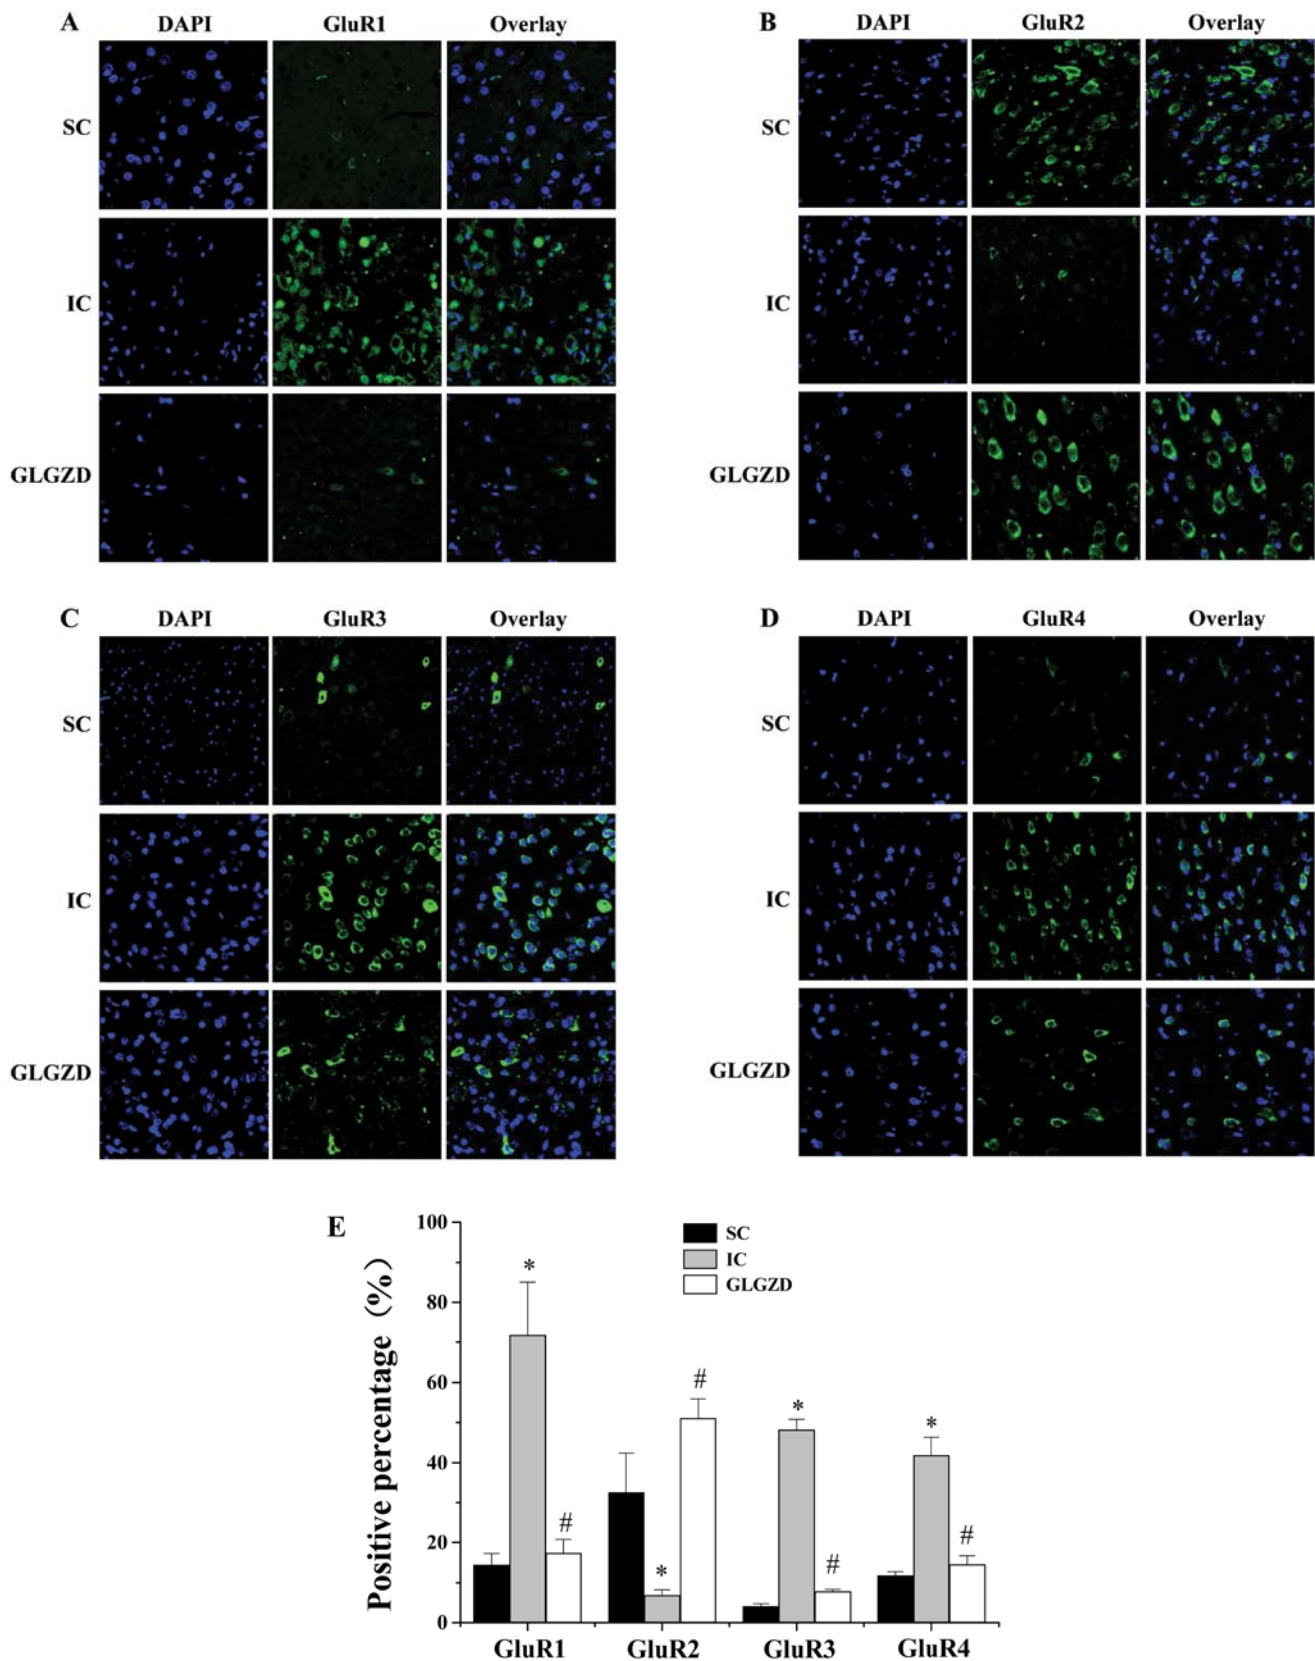 A DAPI GluR1 Overlay
SC
IC
GLGZD
B DAPI GluR2 Overlay
SC
IC
GLGZD
C DAPI GluR3 Overlay
SC
IC
GLGZD
D DAPI GluR4 Overlay
SC
IC
GLGZD
E
Positive percentage (%)
100
80
60
40
20
0
SC
IC
GLGZD
*
#
*
#
*
#
*
#
GluR1 GluR2 GluR3 GluR4